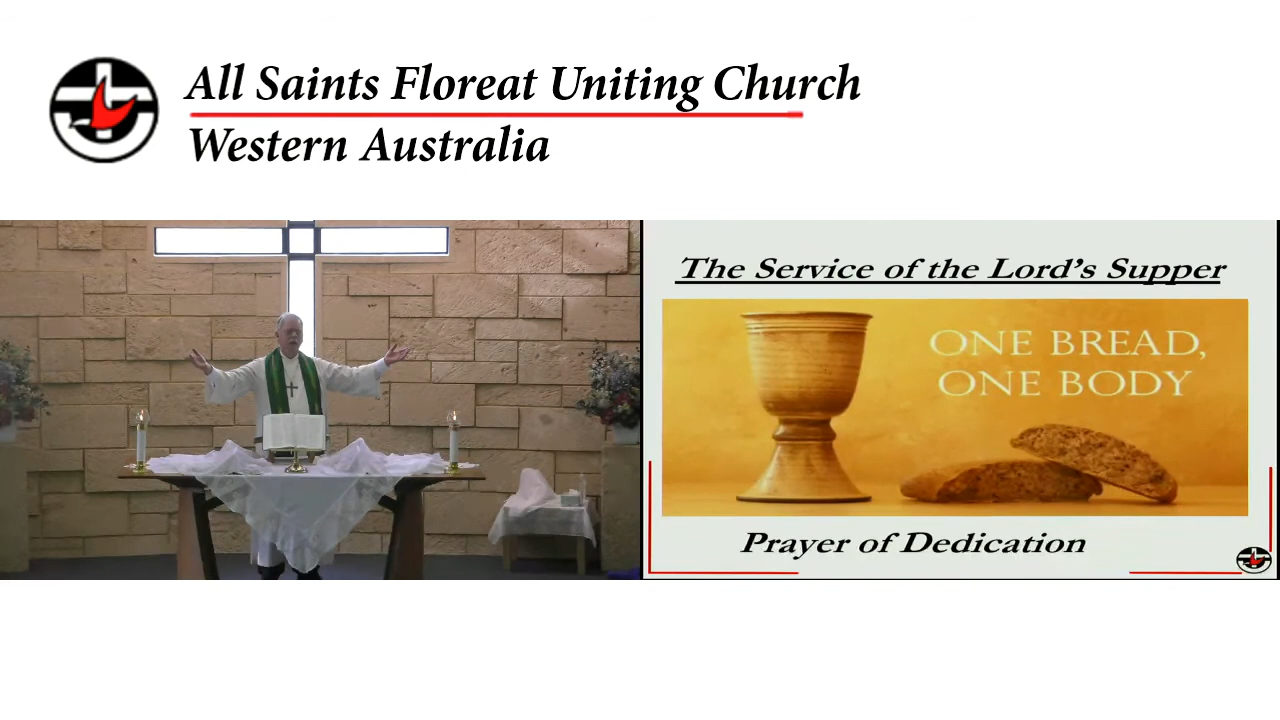 All Saints Floreat Uniting Church
Western Australia
The Service of the Lord's Supper
ONE BREAD,
ONE BODY
Prayer of Dedication